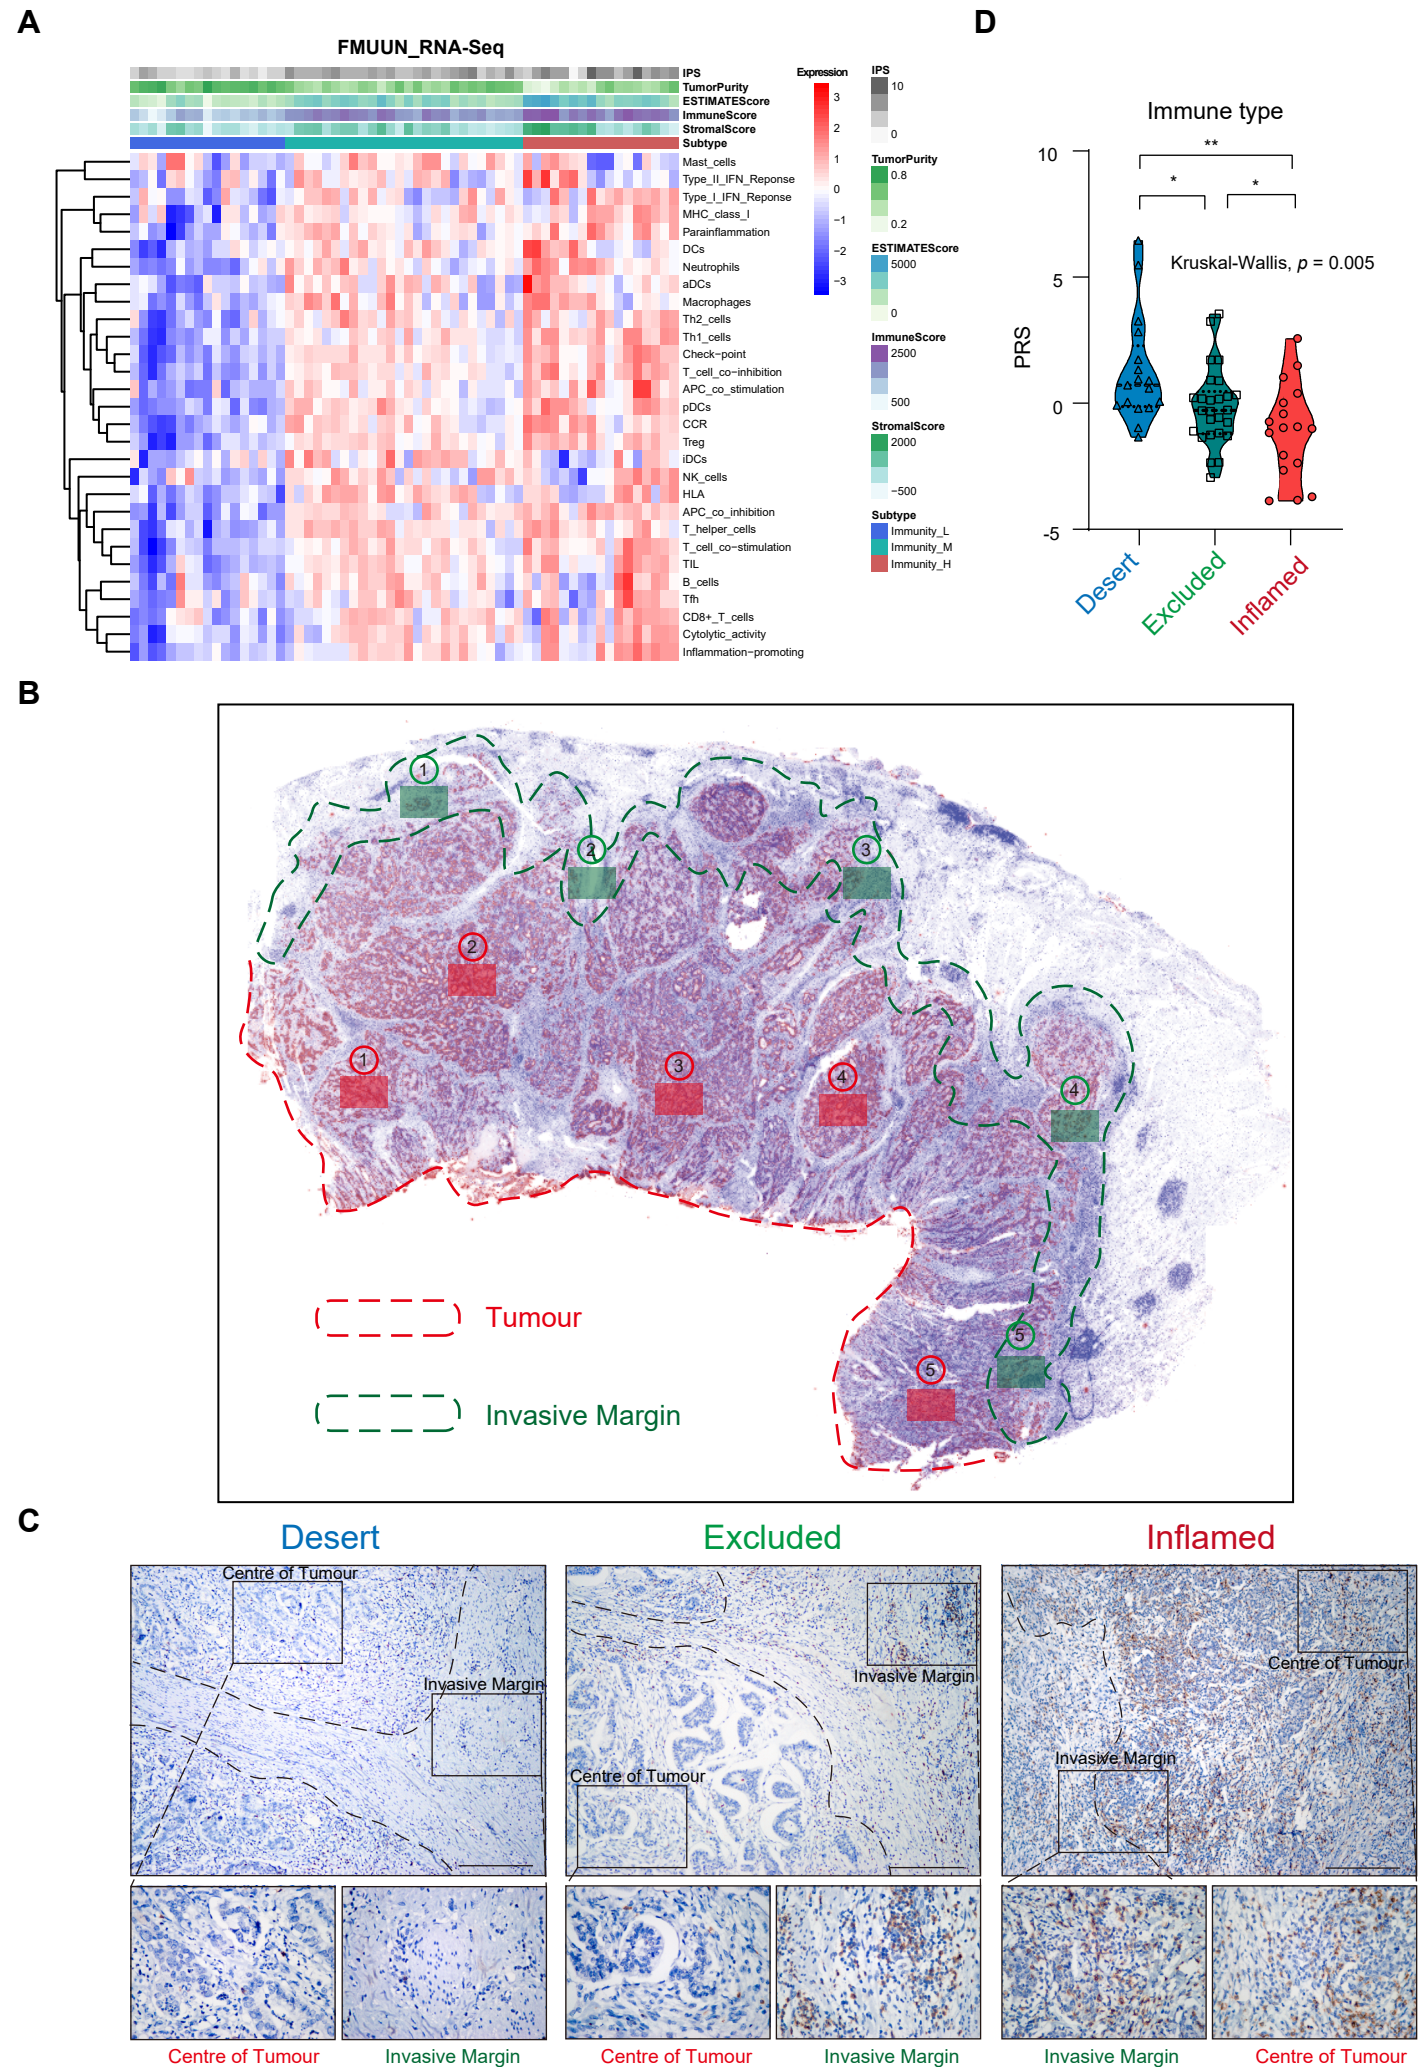 A
FMUUN_RNA-Seq
IPS
TumorPurity
ESTIMATEScore
ImmuneScore
StromalScore
Subtype
Mast_cells
Type_II_IFN_Reponse
Type_I_IFN_Reponse
MHC_class_I
Parainflammation
DCs
Neutrophils
aDCs
Macrophages
Th2_cells
Th1_cells
Check-point
T_cell_co-inhibition
APC_co_stimulation
pDCs
CCR
Treg
iDCs
NK_cells
HLA
APC_co_inhibition
T_helper_cells
T_cell_co-stimulation
TIL
B_cells
Tfh
CD8+_T_cells
Cytolytic_activity
Inflammation-promoting
Expression
3
2
1
0
−1
−2
−3
IPS
10
0
TumorPurity
0.8
0.2
ESTIMATEScore
5000
0
ImmuneScore
2500
500
StromalScore
2000
−500
Subtype
Immunity_L
Immunity_M
Immunity_H
D
Immune type
**
*
*
Kruskal-Wallis, p = 0.005
PRS
10
5
0
-5
Desert
Excluded
Inflamed
B
1
2
3
2
1
3
4
4
5
5
Tumour
Invasive Margin
C
Desert
Excluded
Inflamed
Centre of Tumour
Invasive Margin
Invasive Margin
Centre of Tumour
Centre of Tumour
Invasive Margin
Centre of Tumour
Invasive Margin
Centre of Tumour
Invasive Margin
Invasive Margin
Centre of Tumour